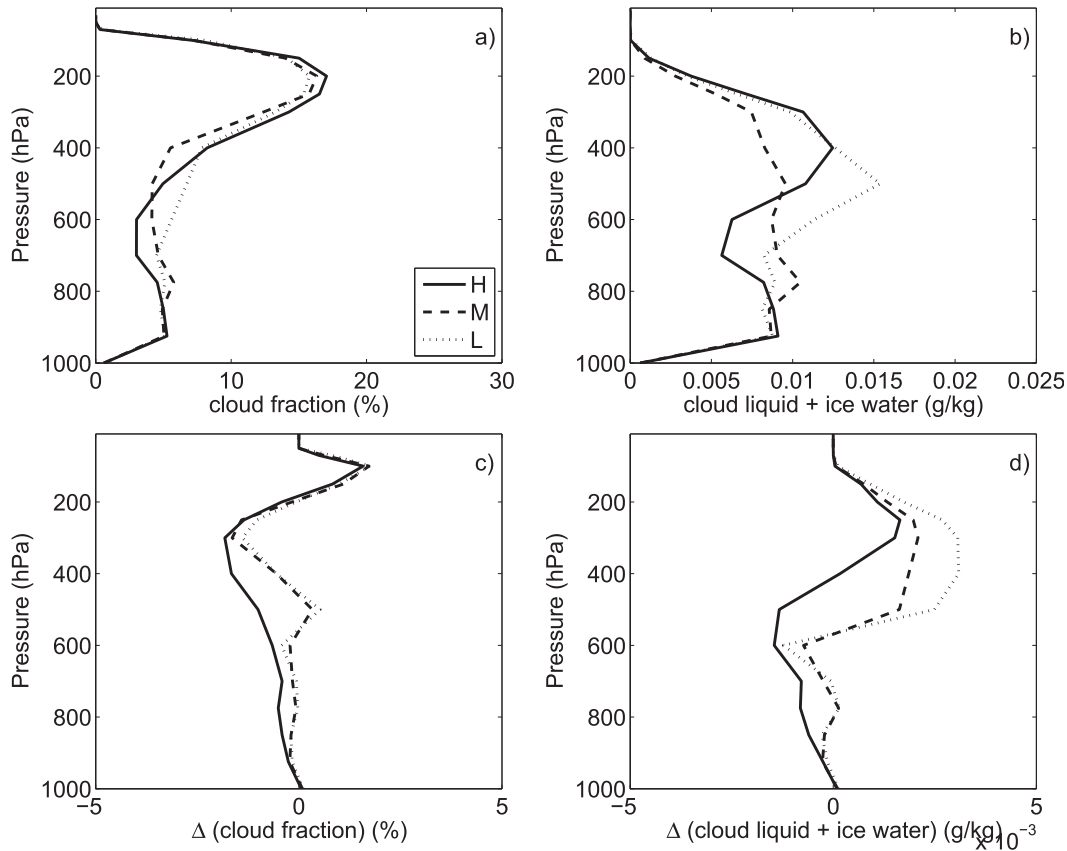 a)
200
400
600
800
1000
Pressure (hPa)
H
M
L
0
10
20
30
cloud fraction (%)
b)
200
400
600
800
1000
Pressure (hPa)
0
0.005
0.01
0.015
0.02
0.025
cloud liquid + ice water (g/kg)
c)
200
400
600
800
1000
Pressure (hPa)
−5
0
5
Δ (cloud fraction) (%)
d)
200
400
600
800
1000
Pressure (hPa)
−5
0
5
Δ (cloud liquid + ice water) (g/kg)
x 10⁻³